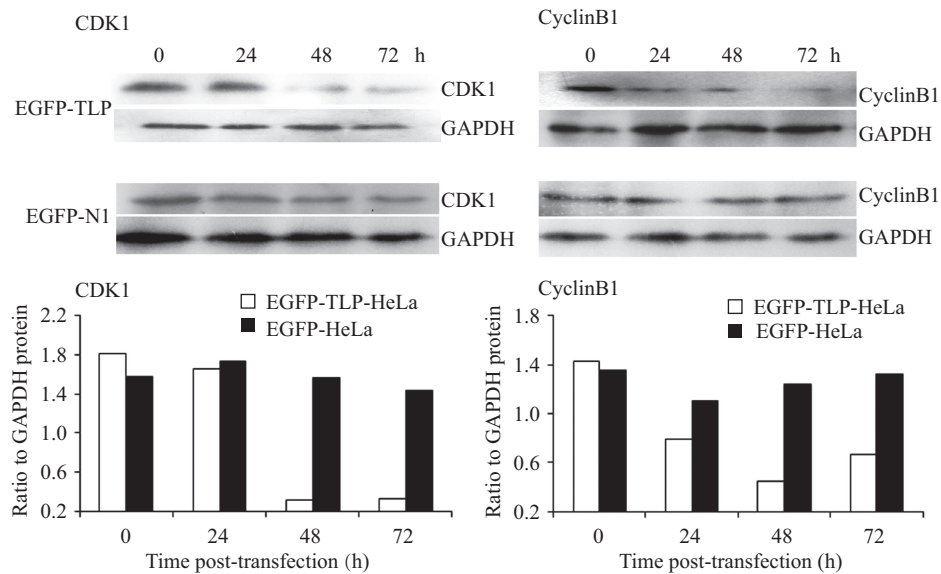 CDK1
0 24 48 72 h
EGFP-TLP
CDK1
GAPDH
EGFP-N1
CDK1
GAPDH
CyclinB1
0 24 48 72 h
CyclinB1
GAPDH
CyclinB1
GAPDH
CDK1
EGFP-TLP-HeLa
EGFP-HeLa
Ratio to GAPDH protein
2.2
1.8
1.4
1.0
0.6
0.2
0 24 48 72
Time post-transfection (h)
CyclinB1
EGFP-TLP-HeLa
EGFP-HeLa
Ratio to GAPDH protein
1.8
1.4
1.0
0.6
0.2
0 24 48 72
Time post-transfection (h)